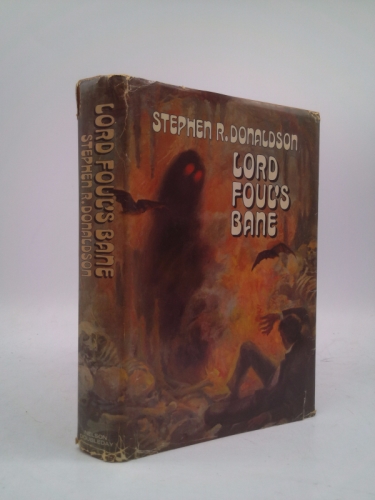 STEPHEN R. DONALDSON
LORD
FOUL'S
BANE
LORD FOUL'S BANE
STEPHEN R. DONALDSON